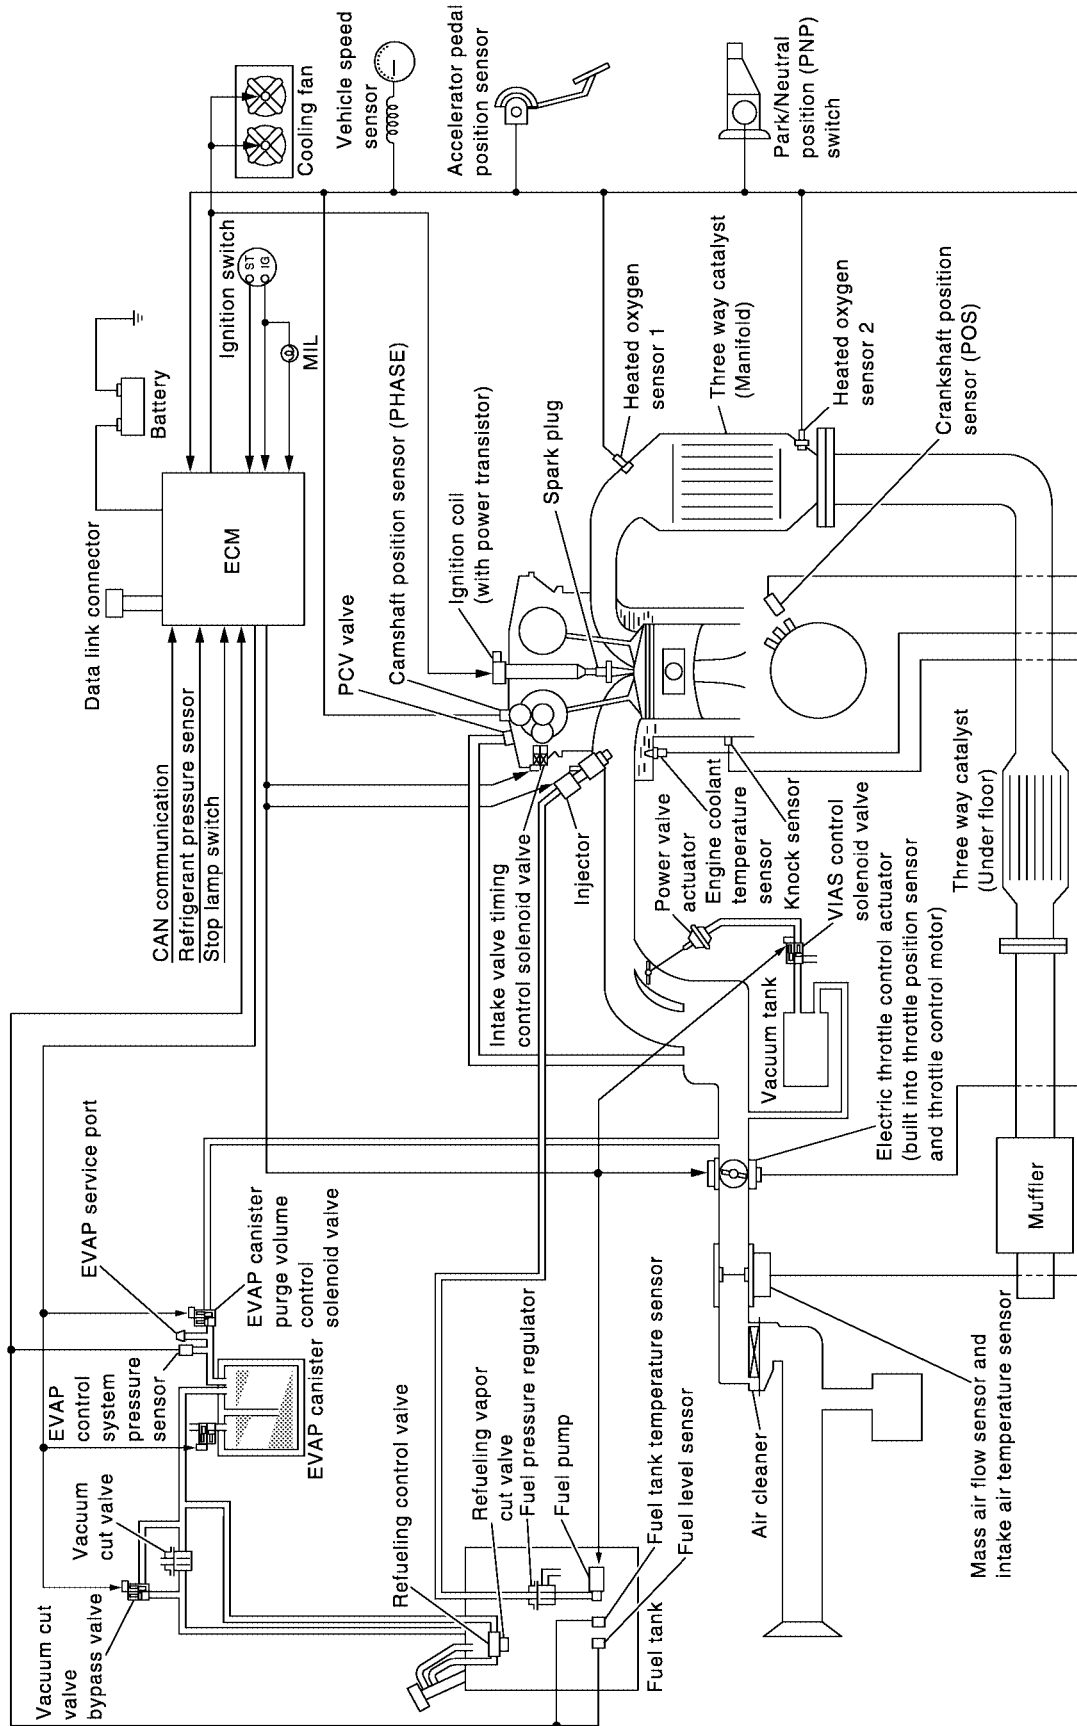 Data link connector
Battery
ECM
Ignition switch
ST
IG
MIL
Cooling fan
Vehicle speed
sensor
Accelerator pedal
position sensor
Park/Neutral
position (PNP)
switch
CAN communication
Refrigerant pressure sensor
Stop lamp switch
PCV valve
Camshaft position sensor (PHASE)
Ignition coil
(with power transistor)
Spark plug
Heated oxygen
sensor 1
Three way catalyst
(Manifold)
Heated oxygen
sensor 2
Crankshaft position
sensor (POS)
Intake valve timing
control solenoid valve
Injector
Power valve
actuator
Engine coolant
temperature
sensor
Knock sensor
VIAS control
solenoid valve
Three way catalyst
(Under floor)
Vacuum tank
Electric throttle control actuator
(built into throttle position sensor
and throttle control motor)
Muffler
EVAP service port
EVAP canister
purge volume
control
solenoid valve
EVAP
control
system
pressure
sensor
EVAP canister
Vacuum
cut valve
Vacuum cut
valve
bypass valve
Refueling control valve
Refueling vapor
cut valve
Fuel pressure regulator
Fuel pump
Fuel tank temperature sensor
Fuel level sensor
Fuel tank
Air cleaner
Mass air flow sensor and
intake air temperature sensor